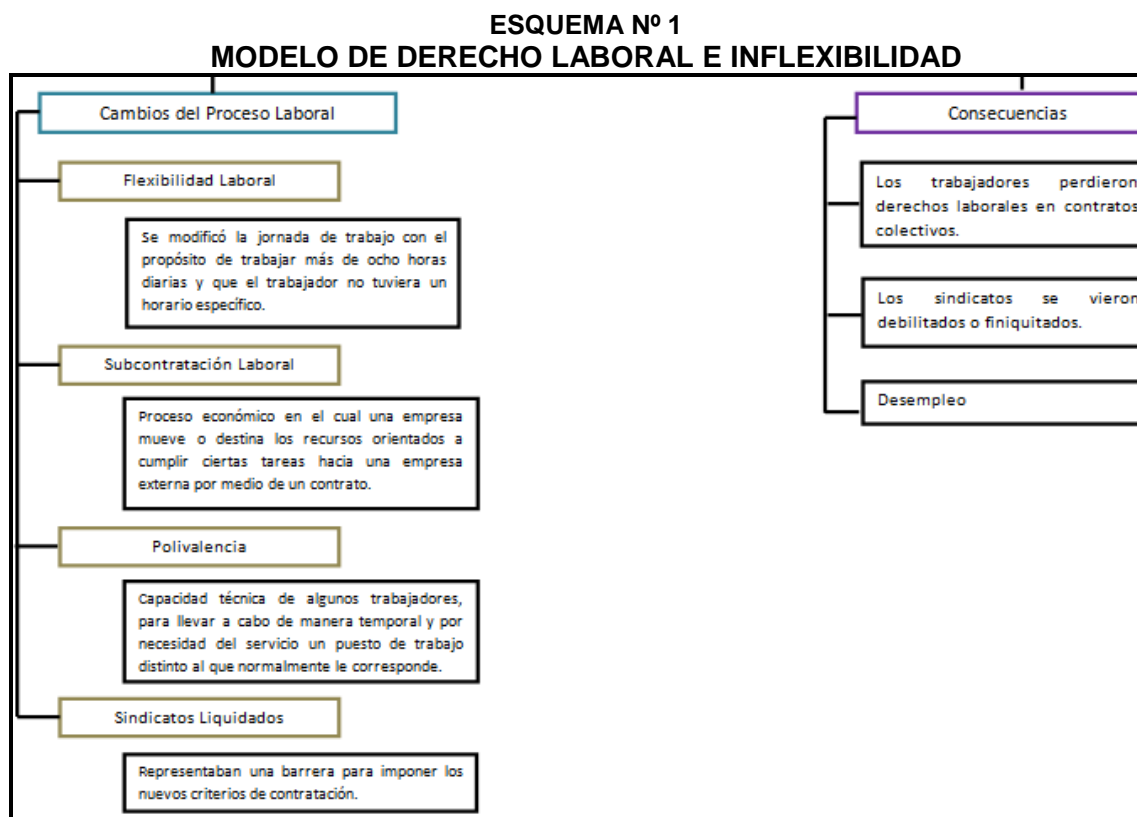 ESQUEMA Nº 1
MODELO DE DERECHO LABORAL E INFLEXIBILIDAD
Cambios del Proceso Laboral
Flexibilidad Laboral
Se modificó la jornada de trabajo con el
propósito de trabajar más de ocho horas
diarias y que el trabajador no tuviera un
horario específico.
Subcontratación Laboral
Proceso económico en el cual una empresa
mueve o destina los recursos orientados a
cumplir ciertas tareas hacia una empresa
externa por medio de un contrato.
Polivalencia
Capacidad técnica de algunos trabajadores,
para llevar a cabo de manera temporal y por
necesidad del servicio un puesto de trabajo
distinto al que normalmente le corresponde.
Sindicatos Liquidados
Representaban una barrera para imponer los
nuevos criterios de contratación.
Consecuencias
Los trabajadores perdieron
derechos laborales en contratos
colectivos.
Los sindicatos se vieron
debilitados o finiquitados.
Desempleo